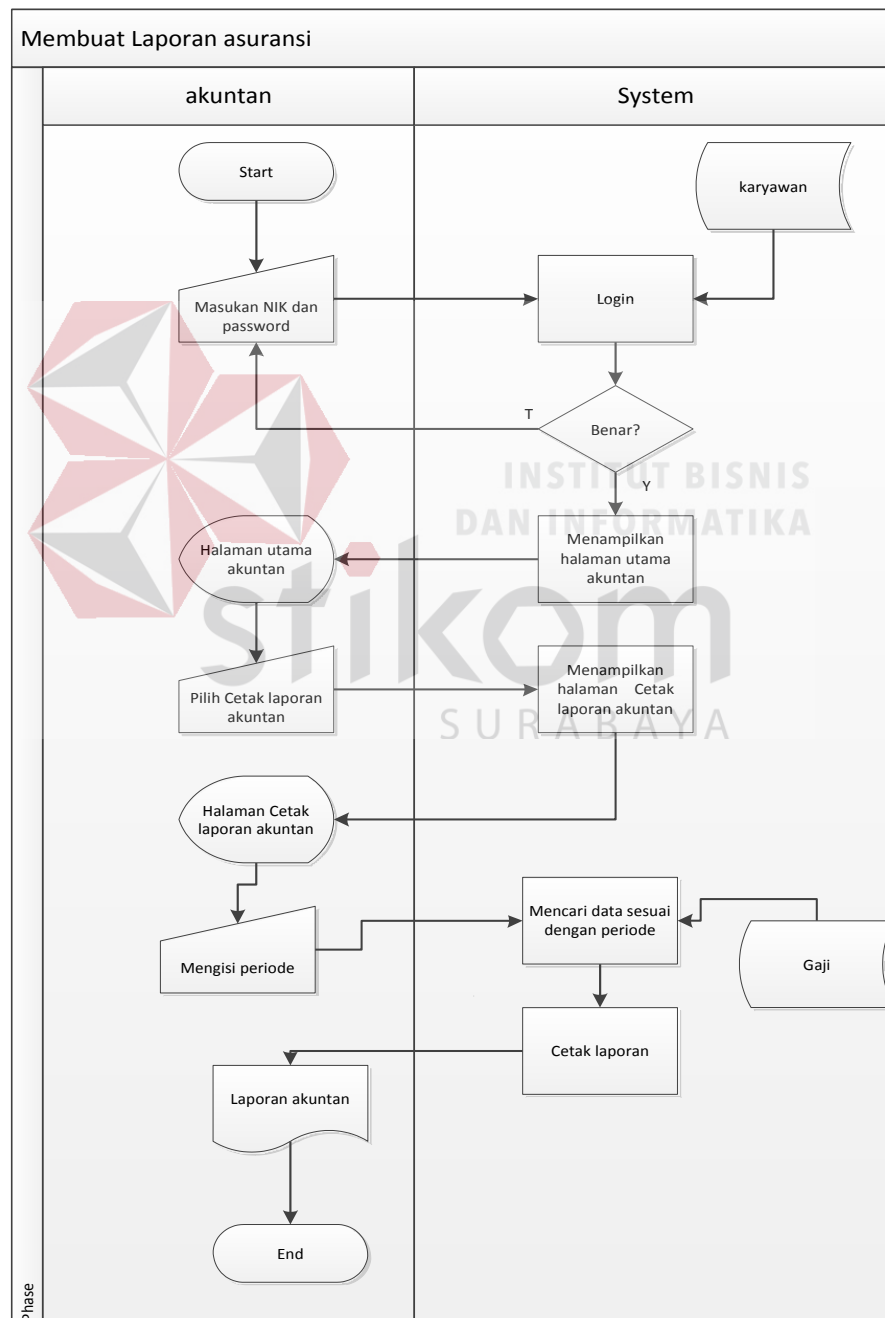 Membuat Laporan asuransi
akuntan
System
Start
karyawan
Masukan NIK dan
password
Login
T
Benar?
Y
INSTITUT BISNIS
DAN INFORMATIKA
Halaman utama
akuntan
Menampilkan
halaman utama
akuntan
stikom
SURABAYA
Pilih Cetak laporan
akuntan
Menampilkan
halaman Cetak
laporan akuntan
Halaman Cetak
laporan akuntan
Mengisi periode
Mencari data sesuai
dengan periode
Gaji
Cetak laporan
Laporan akuntan
End
Phase